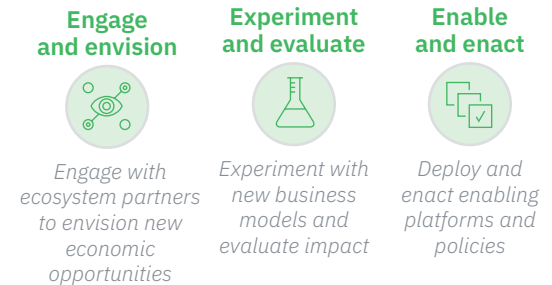 Engage
and envision
Engage with
ecosystem partners
to envision new
economic
opportunities
Experiment
and evaluate
Experiment with
new business
models and
evaluate impact
Enable
and enact
Deploy and
enact enabling
platforms and
policies